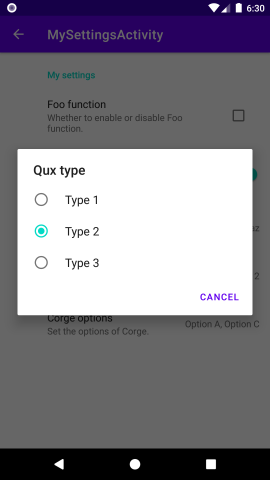 6:30
MySettingsActivity
My settings
Foo function
Whether to enable or disable Foo
function.
Qux type
Type 1
Type 2
Type 3
CANCEL
2
Corge options
Set the options of Corge.
Option A, Option C